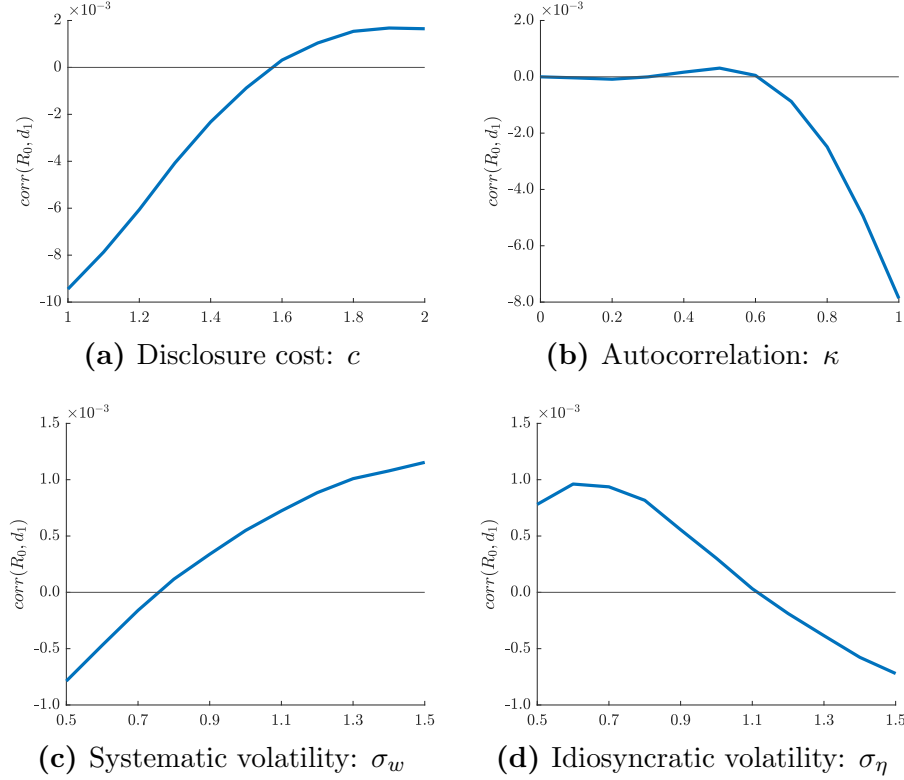 ×10⁻³
2
0
-2
-4
-6
-8
-10
corr(R₀, d₁)
1 1.2 1.4 1.6 1.8 2
(a) Disclosure cost: c
×10⁻³
2.0
0.0
-2.0
-4.0
-6.0
-8.0
corr(R₀, d₁)
0 0.2 0.4 0.6 0.8 1
(b) Autocorrelation: κ
×10⁻³
1.5
1.0
0.5
0.0
-0.5
-1.0
corr(R₀, d₁)
0.5 0.7 0.9 1.1 1.3 1.5
(c) Systematic volatility: σ_w
×10⁻³
1.5
1.0
0.5
0.0
-0.5
-1.0
corr(R₀, d₁)
0.5 0.7 0.9 1.1 1.3 1.5
(d) Idiosyncratic volatility: σ_η